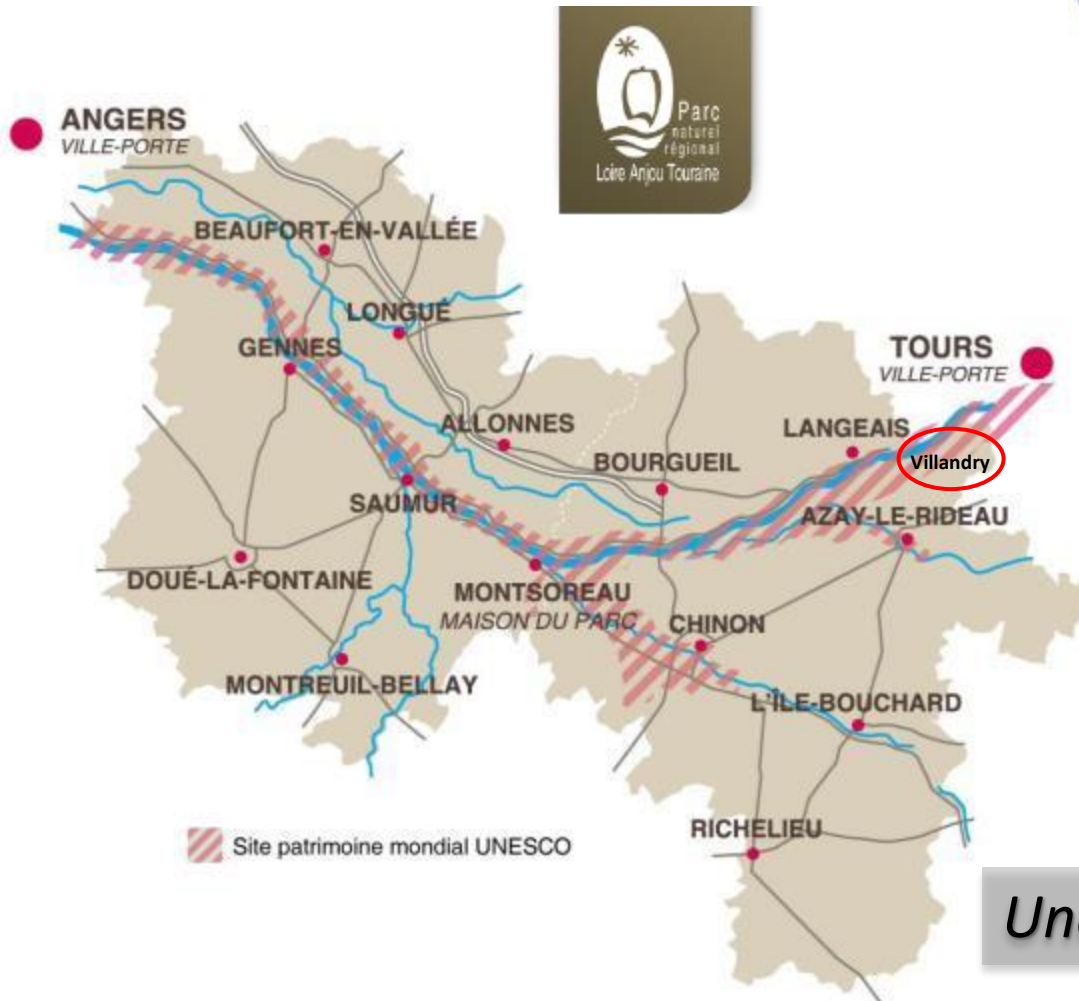 Parc
naturel
régional
Loire Anjou Touraine
ANGERS
VILLE-PORTE
BEAUFORT-EN-VALLÉE
LONGUÉ
GENNES
TOURS
VILLE-PORTE
ALLONNES
LANGEAIS
BOURGUEIL
Villandry
SAUMUR
AZAY-LE-RIDEAU
DOUÉ-LA-FONTAINE
MONTSOREAU
MAISON DU PARC
CHINON
MONTREUIL-BELLAY
L'ÎLE-BOUCHARD
RICHELIEU
Site patrimoine mondial UNESCO